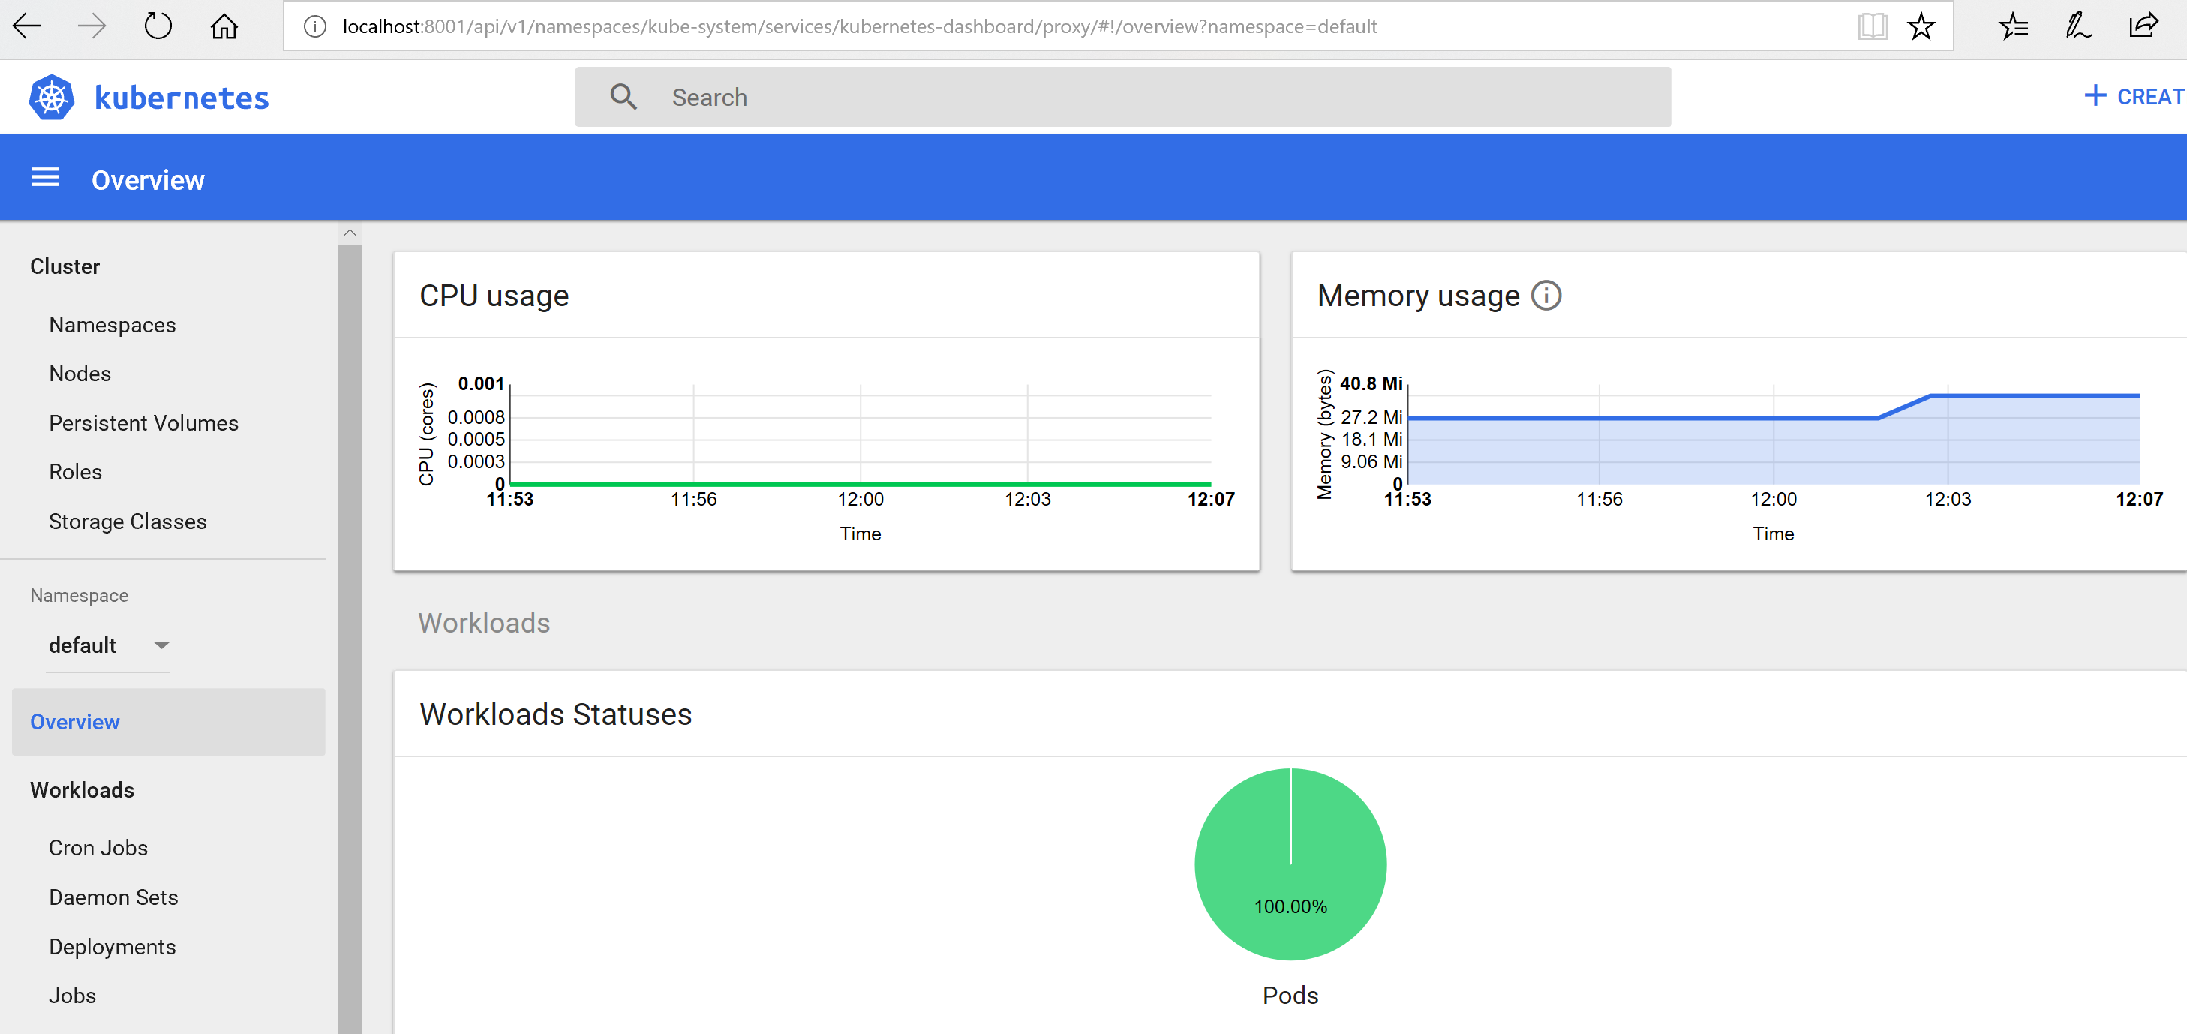 localhost:8001/api/v1/namespaces/kube-system/services/kubernetes-dashboard/proxy/#!/overview?namespace=default
kubernetes
Search
CREAT
Overview
Cluster
Namespaces
Nodes
Persistent Volumes
Roles
Storage Classes
Namespace
default
Overview
Workloads
Cron Jobs
Daemon Sets
Deployments
Jobs
CPU usage
CPU (cores)
0.001
0.0008
0.0005
0.0003
0
11:53 11:56 12:00 12:03 12:07
Time
Memory usage
Memory (bytes)
40.8 Mi
27.2 Mi
18.1 Mi
9.06 Mi
0
11:53 11:56 12:00 12:03 12:07
Time
Workloads
Workloads Statuses
100.00%
Pods